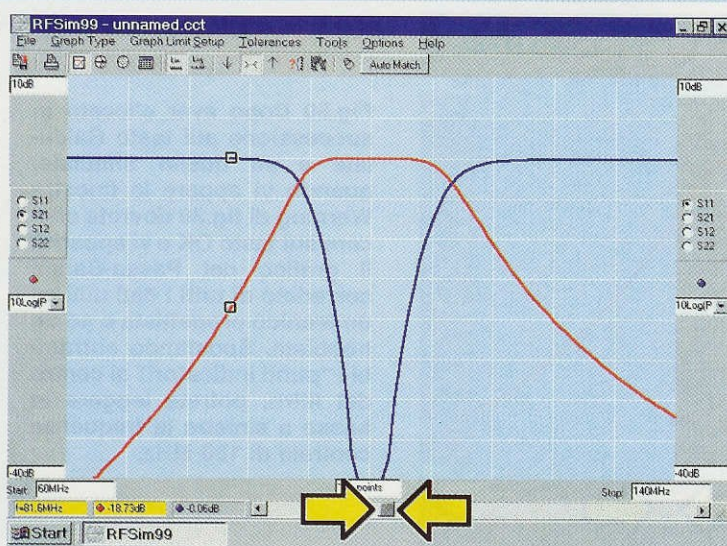 RFSim99 - unnamed.cct
File Graph Type Graph Limit Setup Tolerances Tools Options Help
Auto Match
10dB
10dB
S11
S21
S12
S22
S11
S21
S12
S22
10Log|P
10Log|P
-40dB
-40dB
Start: 60MHz
points
Stop: 140MHz
f=81.6MHz
-18.73dB
-0.06dB
Start
RFSim99